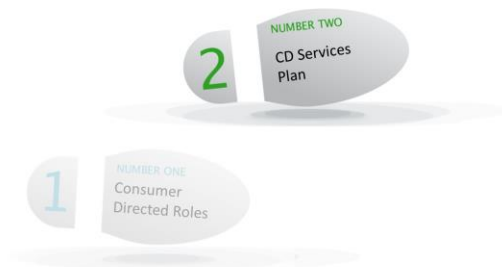 2
NUMBER TWO
CD Services
Plan
1
NUMBER ONE
Consumer
Directed Roles